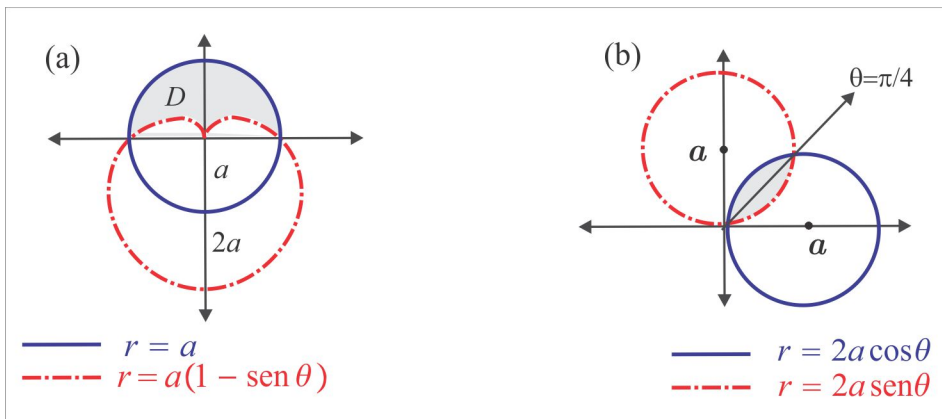 (a)
D
a
2a
r = a
r = a(1 − sen θ)
(b)
θ=π/4
a
a
r = 2a cosθ
r = 2a senθ